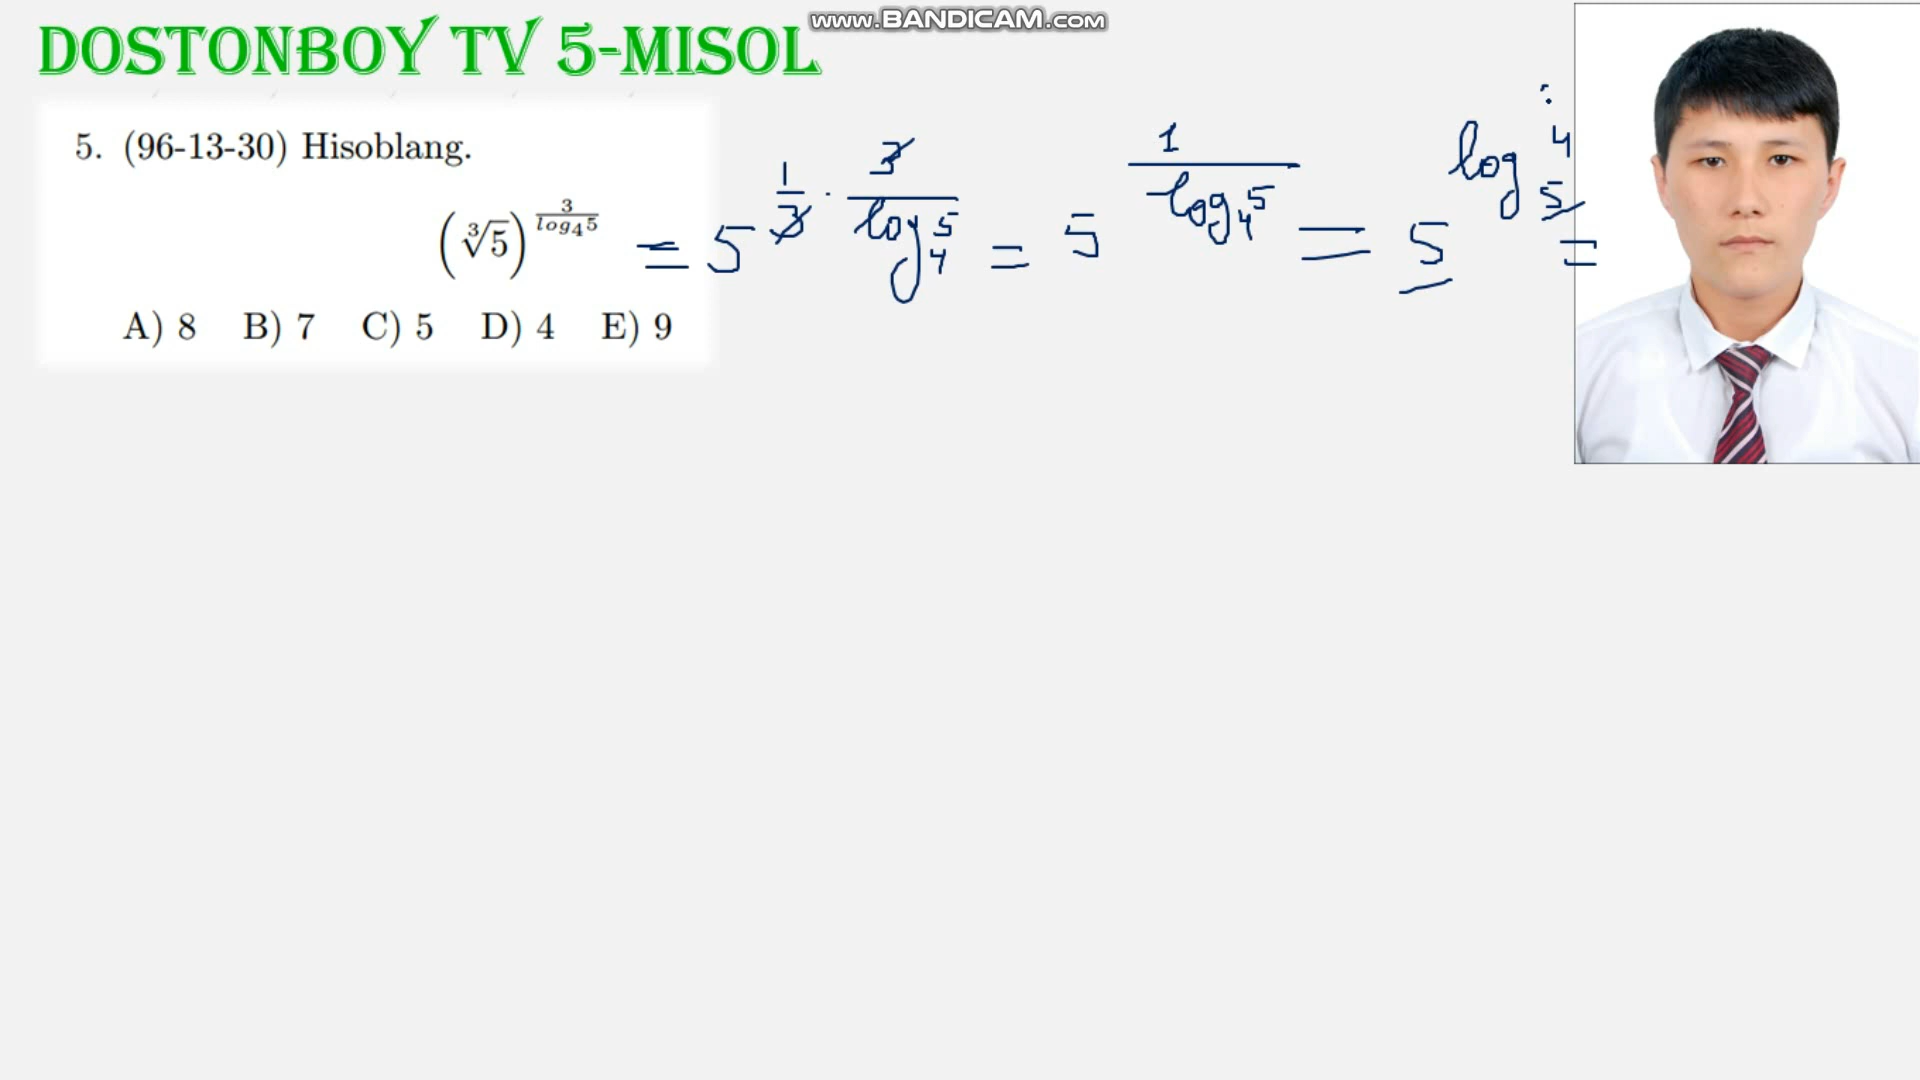 www.BANDICAM.com
DOSTONBOY TV 5-MISOL
5. (96-13-30) Hisoblang.
(∛5)^(3/log₄5) = 5^(1/3 · 3/log₄5) = 5^(1/log₄5) = 5^(log₅4) =
A) 8 B) 7 C) 5 D) 4 E) 9